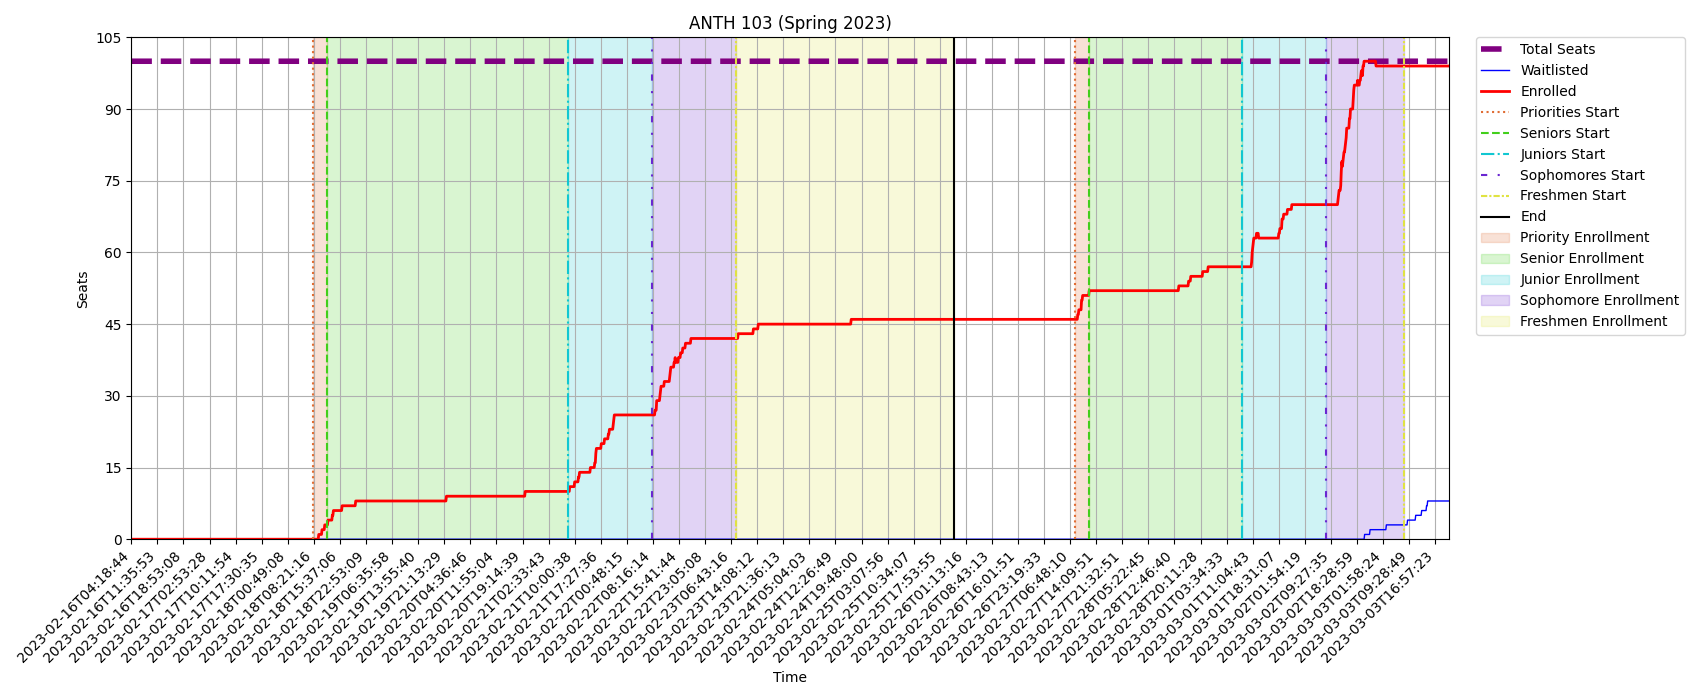 ANTH 103 (Spring 2023)
105
90
75
60
45
30
15
0
Seats
2023-02-16T04:18:44
2023-02-16T11:35:53
2023-02-16T18:53:08
2023-02-17T02:53:28
2023-02-17T10:11:54
2023-02-17T17:30:35
2023-02-18T00:49:08
2023-02-18T08:21:16
2023-02-18T15:37:06
2023-02-18T22:53:09
2023-02-19T06:35:58
2023-02-19T13:55:40
2023-02-19T21:13:29
2023-02-20T04:36:46
2023-02-20T11:55:04
2023-02-20T19:14:39
2023-02-21T02:33:43
2023-02-21T10:00:38
2023-02-21T17:27:36
2023-02-22T00:48:15
2023-02-22T08:16:14
2023-02-22T15:41:44
2023-02-22T23:05:08
2023-02-23T06:43:16
2023-02-23T14:08:12
2023-02-23T21:36:13
2023-02-24T05:04:03
2023-02-24T12:26:49
2023-02-24T19:48:00
2023-02-25T03:07:56
2023-02-25T10:34:07
2023-02-25T17:53:55
2023-02-26T01:13:16
2023-02-26T08:43:13
2023-02-26T16:01:51
2023-02-26T23:19:33
2023-02-27T06:48:10
2023-02-27T14:09:51
2023-02-27T21:32:51
2023-02-28T05:22:45
2023-02-28T12:46:40
2023-02-28T20:11:28
2023-03-01T03:34:33
2023-03-01T11:04:43
2023-03-01T18:31:07
2023-03-02T01:54:19
2023-03-02T09:27:35
2023-03-02T18:28:59
2023-03-03T01:58:24
2023-03-03T09:28:49
2023-03-03T16:57:23
Time
Total Seats
Waitlisted
Enrolled
Priorities Start
Seniors Start
Juniors Start
Sophomores Start
Freshmen Start
End
Priority Enrollment
Senior Enrollment
Junior Enrollment
Sophomore Enrollment
Freshmen Enrollment